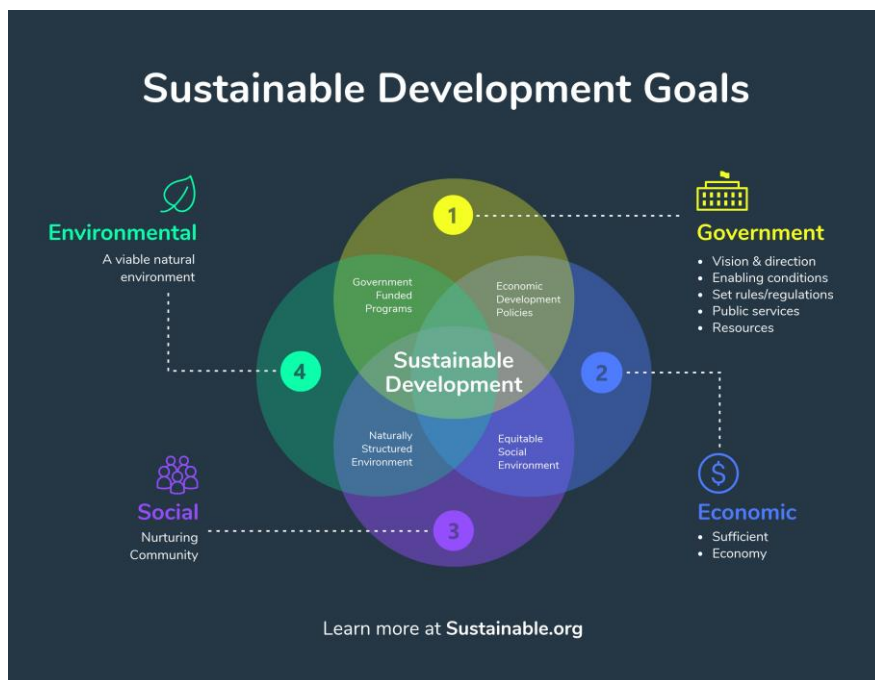 Sustainable Development Goals
Environmental
A viable natural
environment
1
Government
• Vision & direction
• Enabling conditions
• Set rules/regulations
• Public services
• Resources
Government
Funded
Programs
Economic
Development
Policies
Sustainable
Development
4
2
Naturally
Structured
Environment
Equitable
Social
Environment
Social
Nurturing
Community
3
$
Economic
• Sufficient
• Economy
Learn more at Sustainable.org